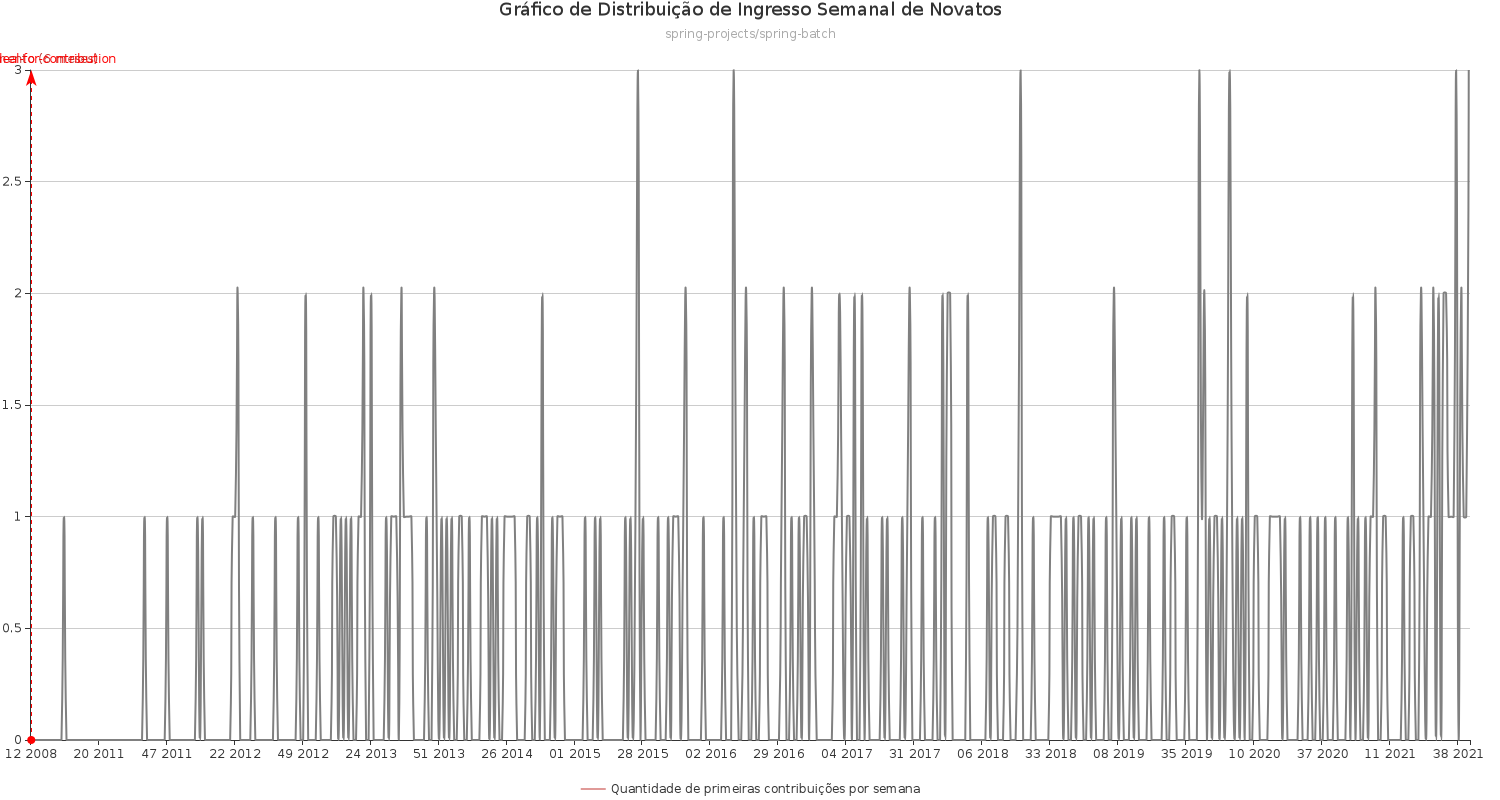 Gráfico de Distribuição de Ingresso Semanal de Novatos
spring-projects/spring-batch
3
2.5
2
1.5
1
0.5
0
12 2008 20 2011 47 2011 22 2012 49 2012 24 2013 51 2013 26 2014 01 2015 28 2015 02 2016 29 2016 04 2017 31 2017 06 2018 33 2018 08 2019 35 2019 10 2020 37 2020 11 2021 38 2021
Quantidade de primeiras contribuições por semana